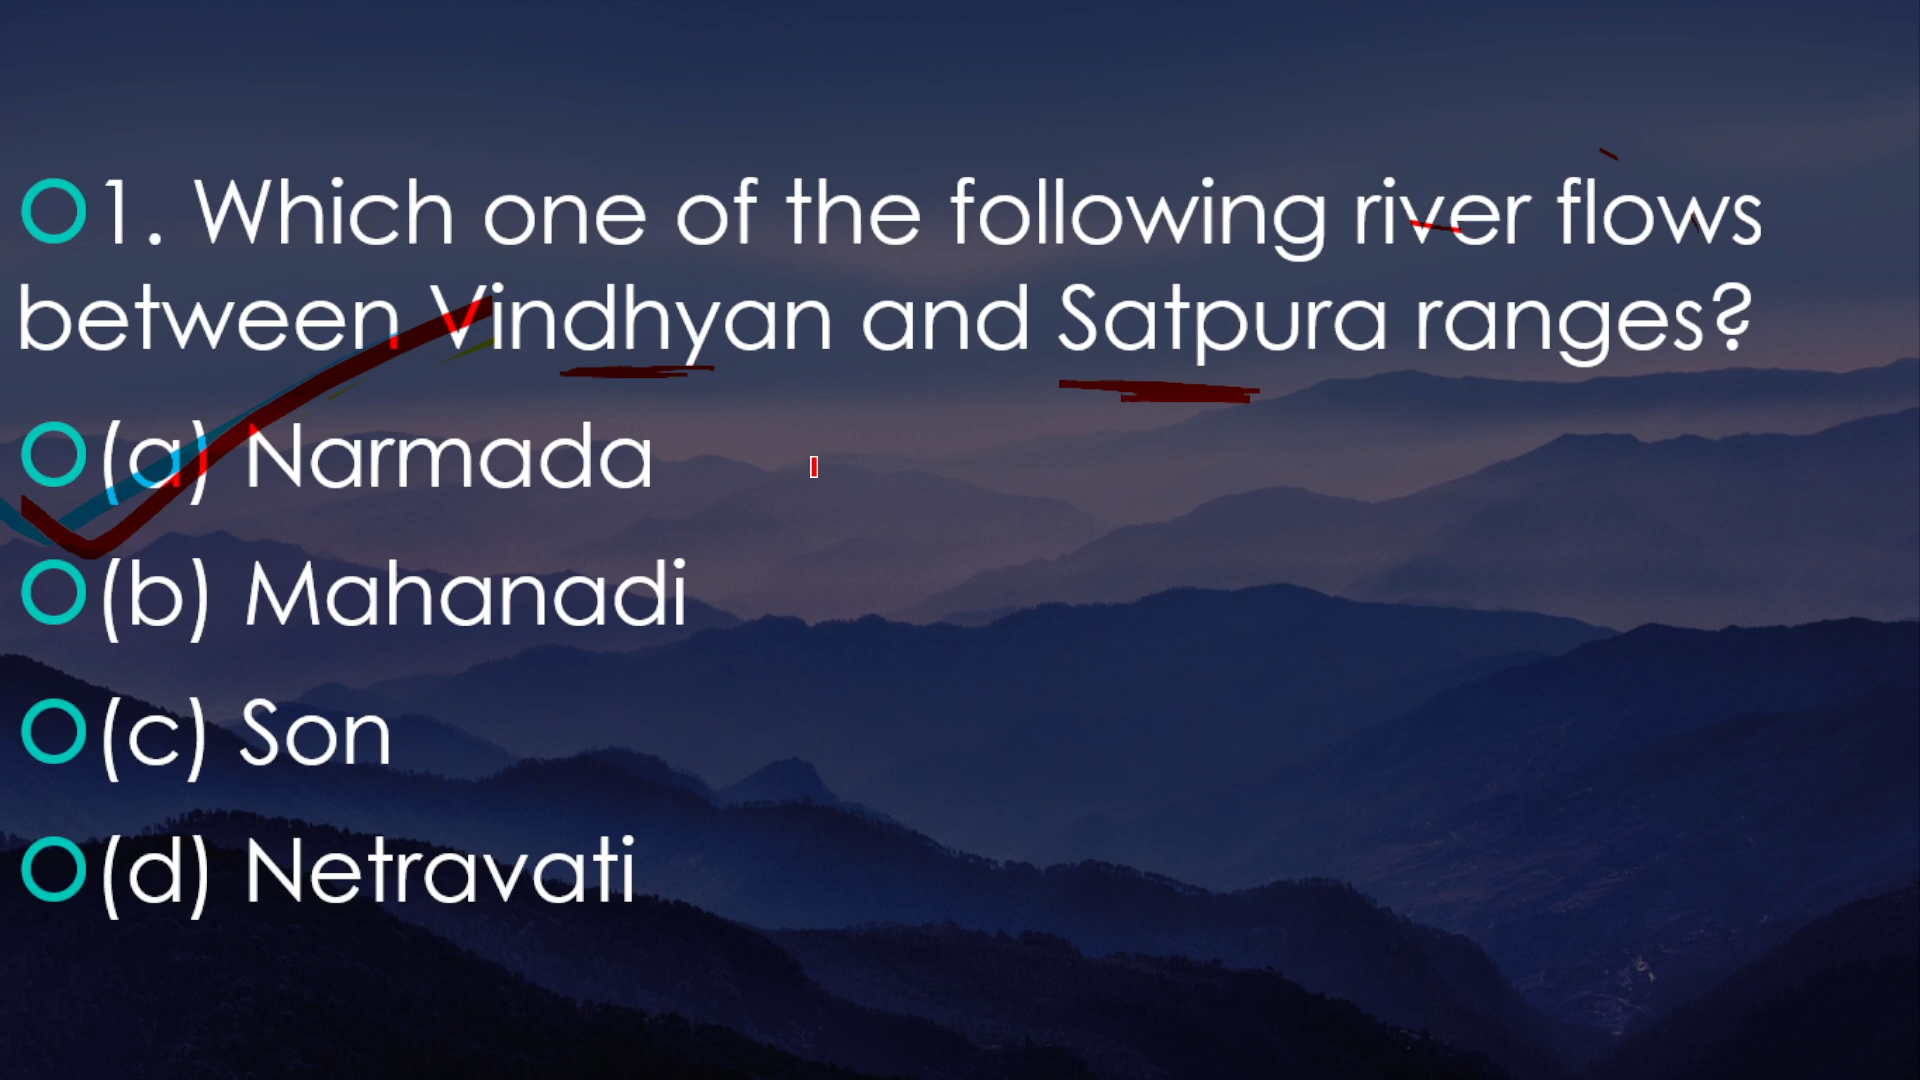 1. Which one of the following river flows
between Vindhyan and Satpura ranges?
(a) Narmada
(b) Mahanadi
(c) Son
(d) Netravati